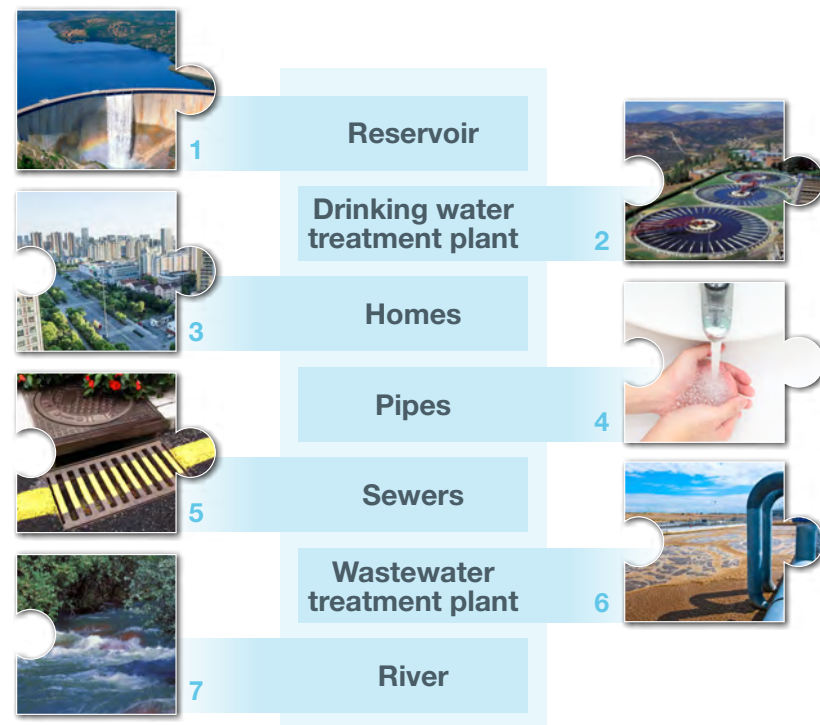 1
Reservoir
Drinking water
treatment plant
2
3
Homes
Pipes
4
5
Sewers
Wastewater
treatment plant
6
7
River